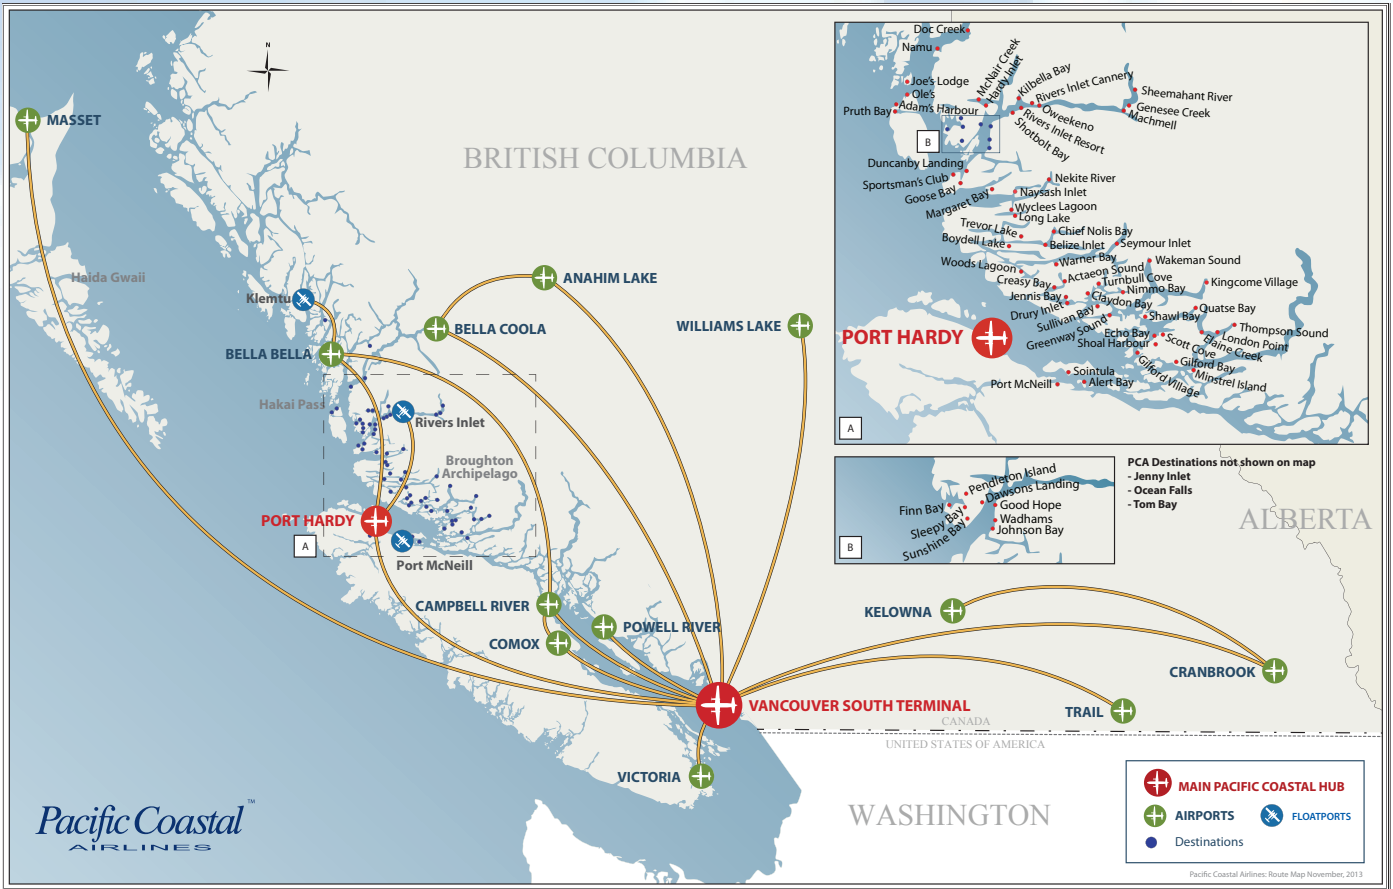 N
MASSET
BRITISH COLUMBIA
Haida Gwaii
Klemtu
ANAHIM LAKE
BELLA COOLA
WILLIAMS LAKE
BELLA BELLA
Hakai Pass
Rivers Inlet
Broughton
Archipelago
PORT HARDY
A
Port McNeill
CAMPBELL RIVER
COMOX
POWELL RIVER
KELOWNA
CRANBROOK
TRAIL
VANCOUVER SOUTH TERMINAL
CANADA
UNITED STATES OF AMERICA
VICTORIA
WASHINGTON
ALBERTA
Doc Creek
Namu
Joe's Lodge
Ole's
Adam's Harbour
Pruth Bay
McNair Creek
Hardy Inlet
Kilbella Bay
Rivers Inlet Cannery
Oweekeno
Rivers Inlet Resort
Shotbolt Bay
Sheemahant River
Genesee Creek
Machmell
B
Duncanby Landing
Sportsman's Club
Goose Bay
Margaret Bay
Nekite River
Naysash Inlet
Wyclees Lagoon
Long Lake
Trevor Lake
Boydell Lake
Chief Nolis Bay
Belize Inlet
Seymour Inlet
Woods Lagoon
Warner Bay
Wakeman Sound
Creasy Bay
Actaeon Sound
Turnbull Cove
Nimmo Bay
Kingcome Village
Jennis Bay
Claydon Bay
Drury Inlet
Sullivan Bay
Greenway Sound
Shawl Bay
Quatse Bay
Thompson Sound
London Point
Elaine Creek
Echo Bay
Shoal Harbour
Scott Cove
Gilford Bay
Gilford Village
Minstrel Island
PORT HARDY
Sointula
Port McNeill
Alert Bay
A
Pendleton Island
Dawsons Landing
Finn Bay
Good Hope
Sleepy Bay
Wadhams
Sunshine Bay
Johnson Bay
B
PCA Destinations not shown on map
- Jenny Inlet
- Ocean Falls
- Tom Bay
MAIN PACIFIC COASTAL HUB
AIRPORTS
FLOATPORTS
Destinations
Pacific Coastal™
AIRLINES
Pacific Coastal Airlines: Route Map November, 2013